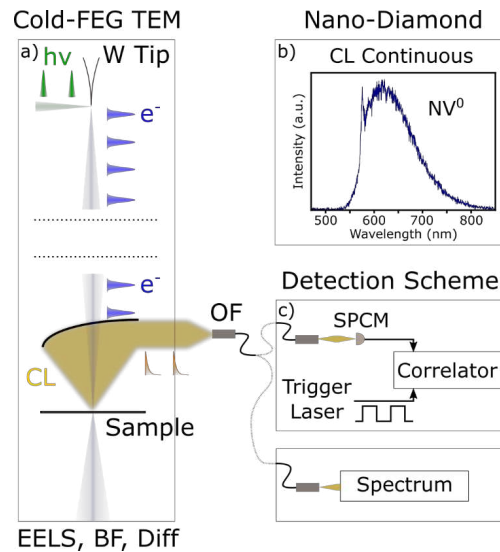 Cold-FEG TEM
a)
hν
W Tip
e-
e-
OF
CL
Sample
EELS, BF, Diff
Nano-Diamond
b)
CL Continuous
NV⁰
Intensity (a.u.)
500 600 700 800
Wavelength (nm)
Detection Scheme
c)
SPCM
Correlator
Trigger
Laser
Spectrum